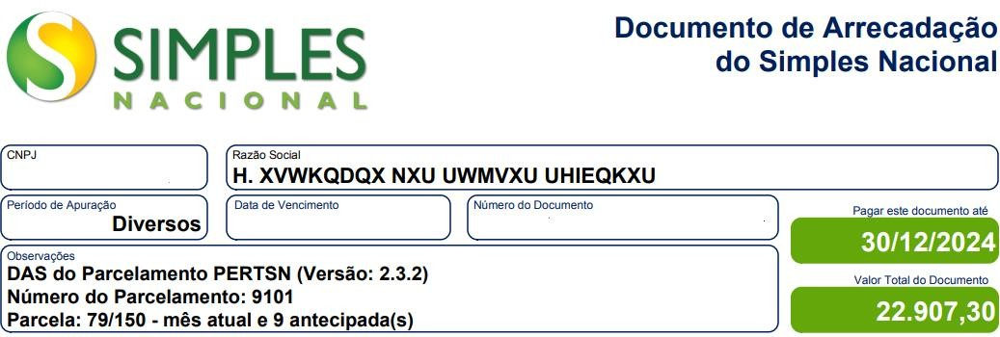 SIMPLES
NACIONAL
Documento de Arrecadação
do Simples Nacional
CNPJ
Razão Social
H. XVWKQDQX NXU UWMVXU UHIEQKXU
Período de Apuração
Diversos
Data de Vencimento
Número do Documento
Pagar este documento até
30/12/2024
Observações
DAS do Parcelamento PERTSN (Versão: 2.3.2)
Número do Parcelamento: 9101
Parcela: 79/150 - mês atual e 9 antecipada(s)
Valor Total do Documento
22.907,30